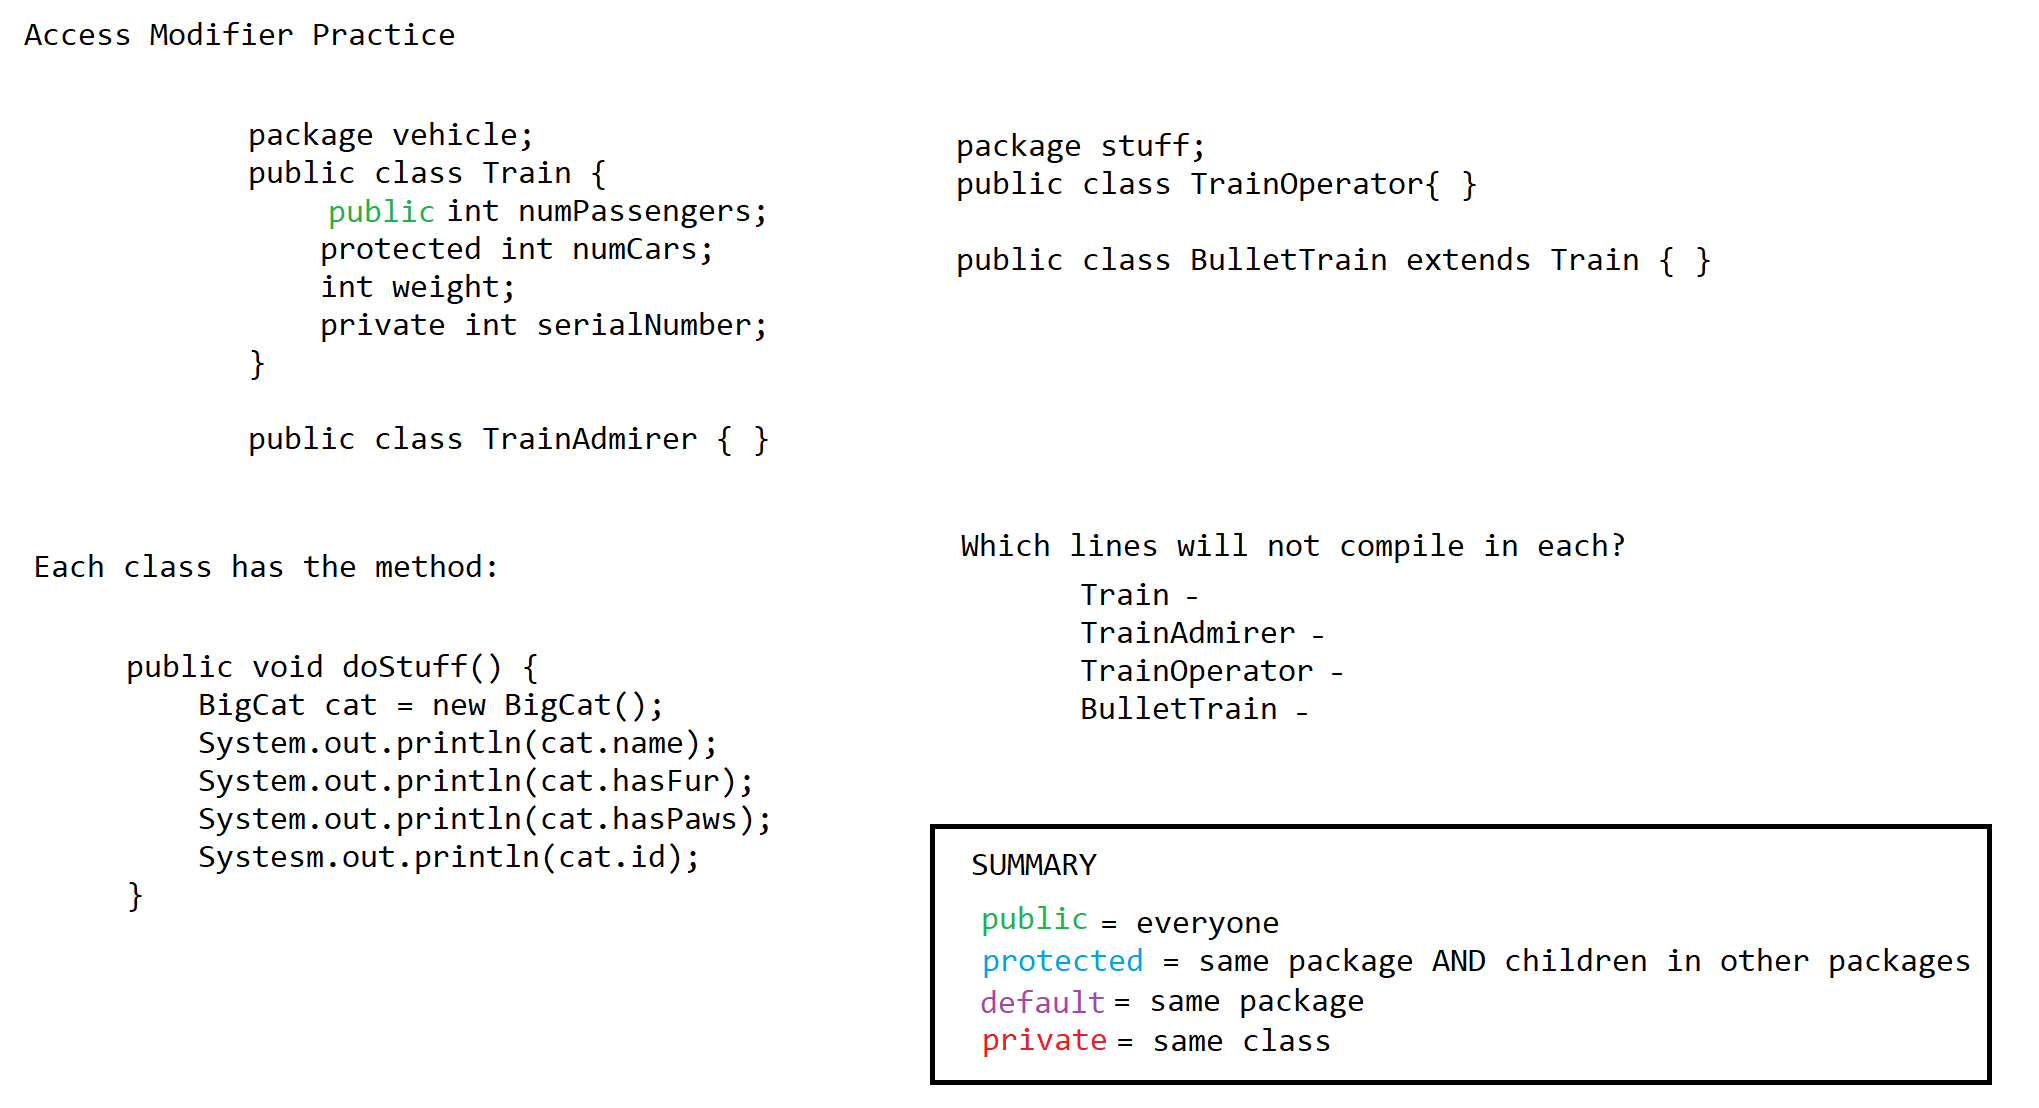 Access Modifier Practice
package vehicle;
public class Train {
public int numPassengers;
protected int numCars;
int weight;
private int serialNumber;
}
public class TrainAdmirer { }
package stuff;
public class TrainOperator{ }
public class BulletTrain extends Train { }
Each class has the method:
public void doStuff() {
BigCat cat = new BigCat();
System.out.println(cat.name);
System.out.println(cat.hasFur);
System.out.println(cat.hasPaws);
Systesm.out.println(cat.id);
}
Which lines will not compile in each?
Train -
TrainAdmirer -
TrainOperator -
BulletTrain -
SUMMARY
public = everyone
protected = same package AND children in other packages
default = same package
private = same class